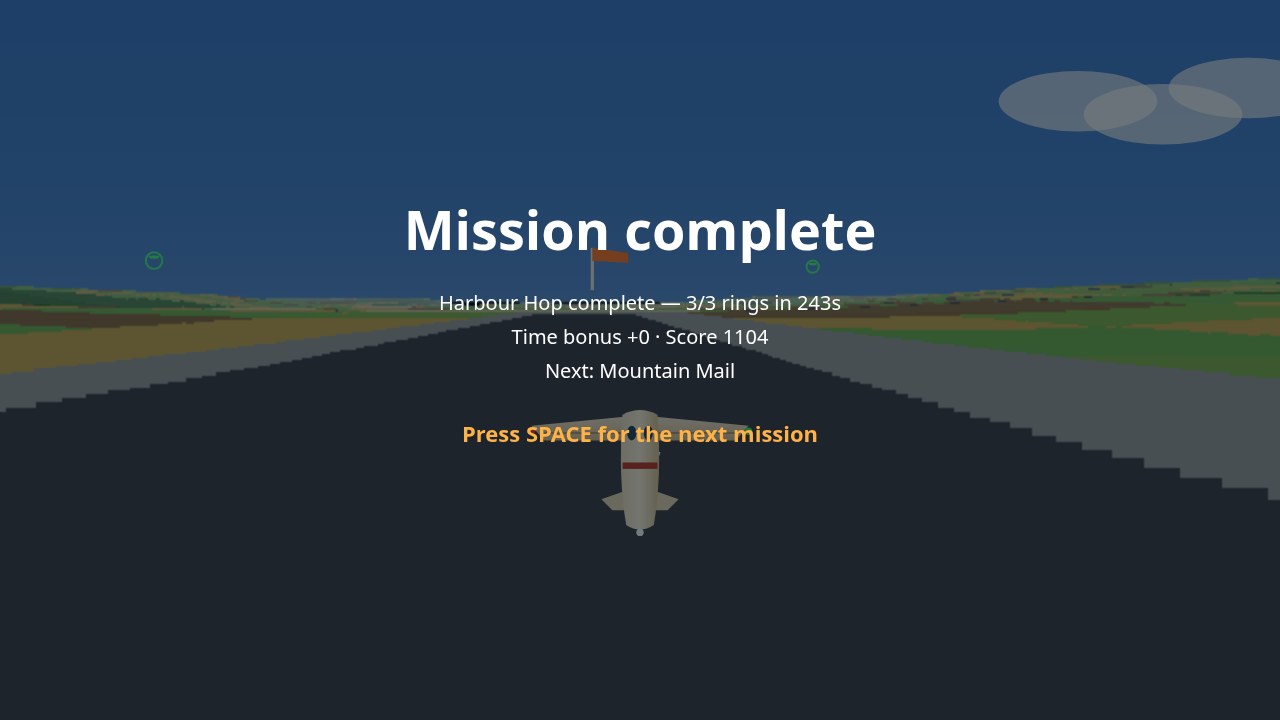 Mission complete
Harbour Hop complete — 3/3 rings in 243s
Time bonus +0 · Score 1104
Next: Mountain Mail
Press SPACE for the next mission